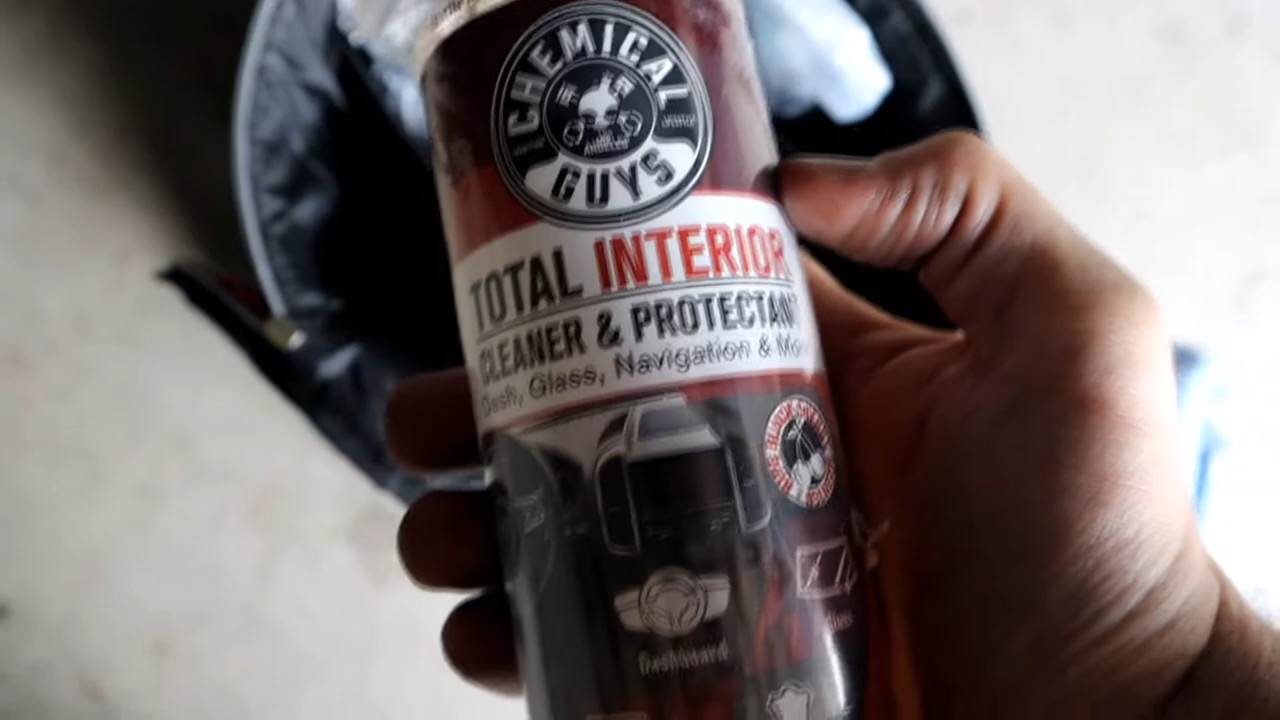 CHEMICAL
GUYS
TOTAL INTERIOR
CLEANER & PROTECTANT
Dash, Glass, Navigation &
Dashboard